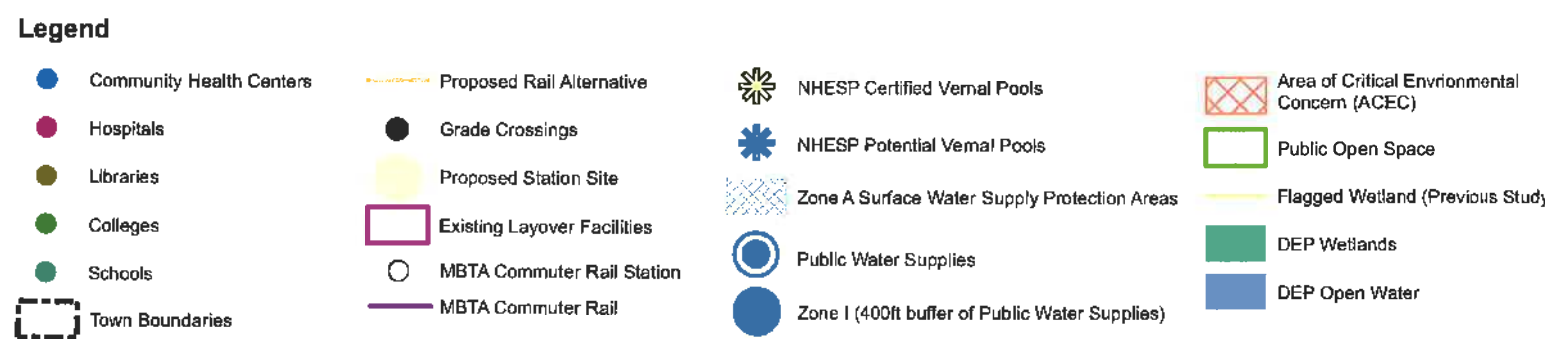 Legend
Community Health Centers
Hospitals
Libraries
Colleges
Schools
Town Boundaries
Proposed Rail Alternative
Grade Crossings
Proposed Station Site
Existing Layover Facilities
MBTA Commuter Rail Station
MBTA Commuter Rail
NHESP Certified Vernal Pools
NHESP Potential Vernal Pools
Zone A Surface Water Supply Protection Areas
Public Water Supplies
Zone I (400ft buffer of Public Water Supplies)
Area of Critical Envrionmental
Concern (ACEC)
Public Open Space
Flagged Wetland (Previous Study
DEP Wetlands
DEP Open Water